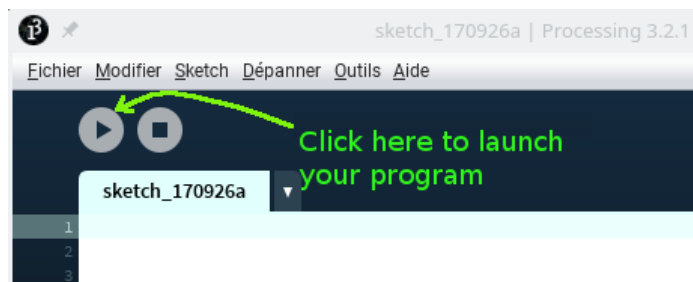 sketch_170926a | Processing 3.2.1
Fichier Modifier Sketch Dépanner Outils Aide
Click here to launch
your program
sketch_170926a
1
2
3